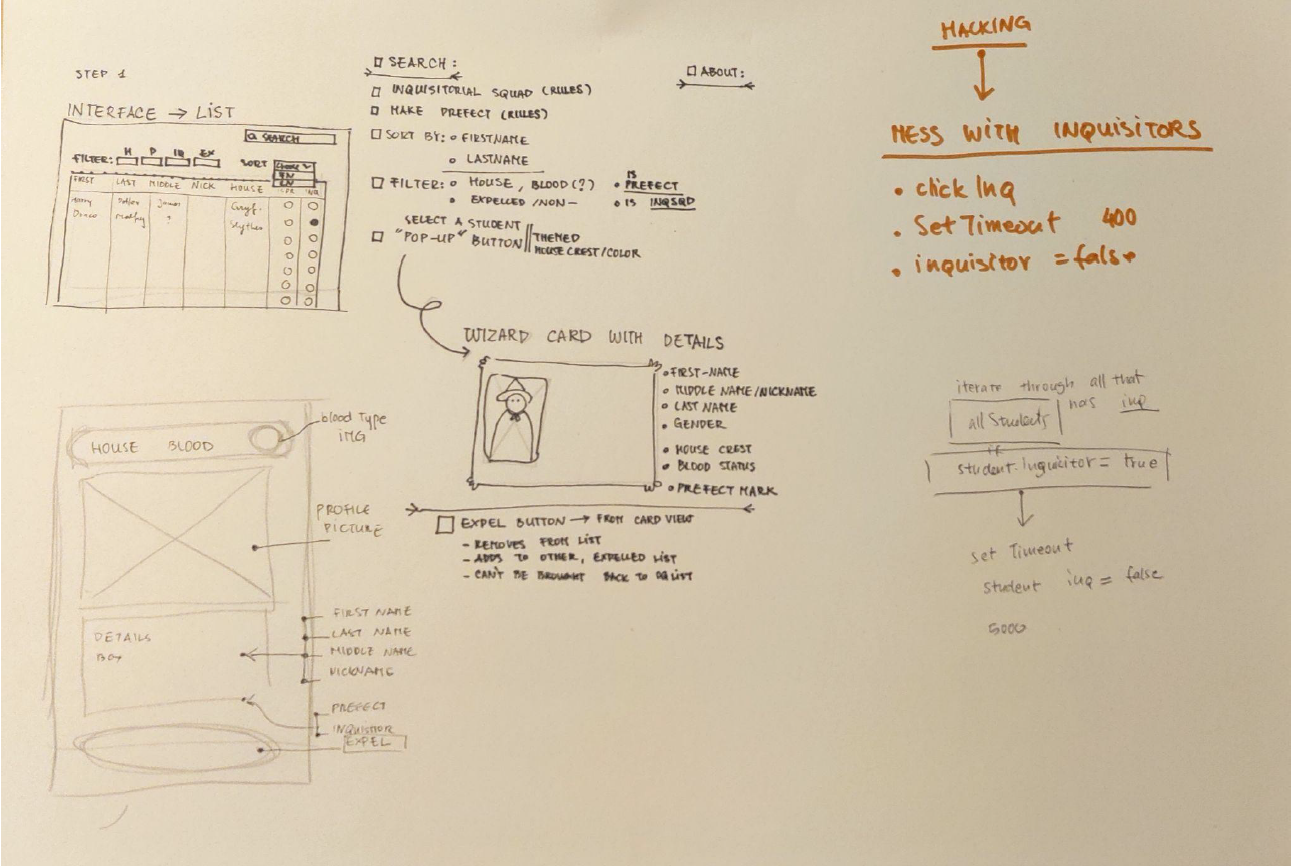 STEP 1
INTERFACE → LIST
SEARCH
FILTER: H P IQ EX
SORT
FIRST LAST MIDDLE NICK HOUSE PR INQ
Harry Potter James Gryf.
Draco Malfoy ? Slythen
SEARCH:
INQUISITORIAL SQUAD (RULES)
MAKE PREFECT (RULES)
SORT BY: FIRSTNAME
LASTNAME
FILTER: HOUSE, BLOOD (?)
EXPELLED /NON-
IS
PREFECT
IS INQSQD
SELECT A STUDENT
"POP-UP" BUTTON
THEMED
HOUSE CREST/COLOR
ABOUT:
WIZARD CARD WITH DETAILS
FIRST-NAME
MIDDLE NAME/NICKNAME
LAST NAME
GENDER
HOUSE CREST
BLOOD STATUS
PREFECT MARK
EXPEL BUTTON → FROM CARD VIEW
- REMOVES FROM LIST
- ADDS TO OTHER, EXPELLED LIST
- CAN'T BE BROUGHT BACK TO OG LIST
HOUSE BLOOD
blood Type
IMG
PROFILE
PICTURE
DETAILS
BOX
FIRST NAME
LAST NAME
MIDDLE NAME
NICKNAME
PREFECT
INQUISITIOR
EXPEL
HACKING
MESS WITH INQUISITORS
• click Inq
• Set Timeout 400
• inquisitor = false
iterate through all that
all Students has inq
if
student.Inquicitor = true
set Timeout
student inq = false
5000